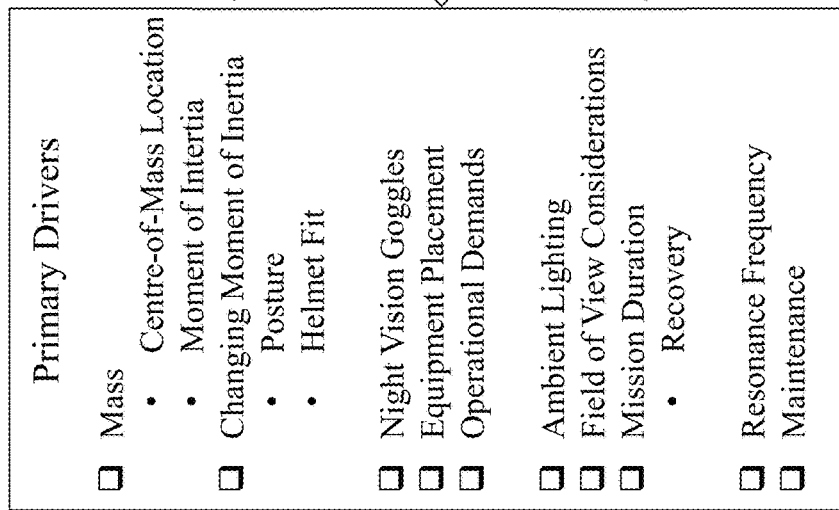 Primary Drivers
❑ Mass
• Centre-of-Mass Location
• Moment of Intertia
❑ Changing Moment of Inertia
• Posture
• Helmet Fit
❑ Night Vision Goggles
❑ Equipment Placement
❑ Operational Demands
❑ Ambient Lighting
❑ Field of View Considerations
❑ Mission Duration
• Recovery
❑ Resonance Frequency
❑ Maintenance